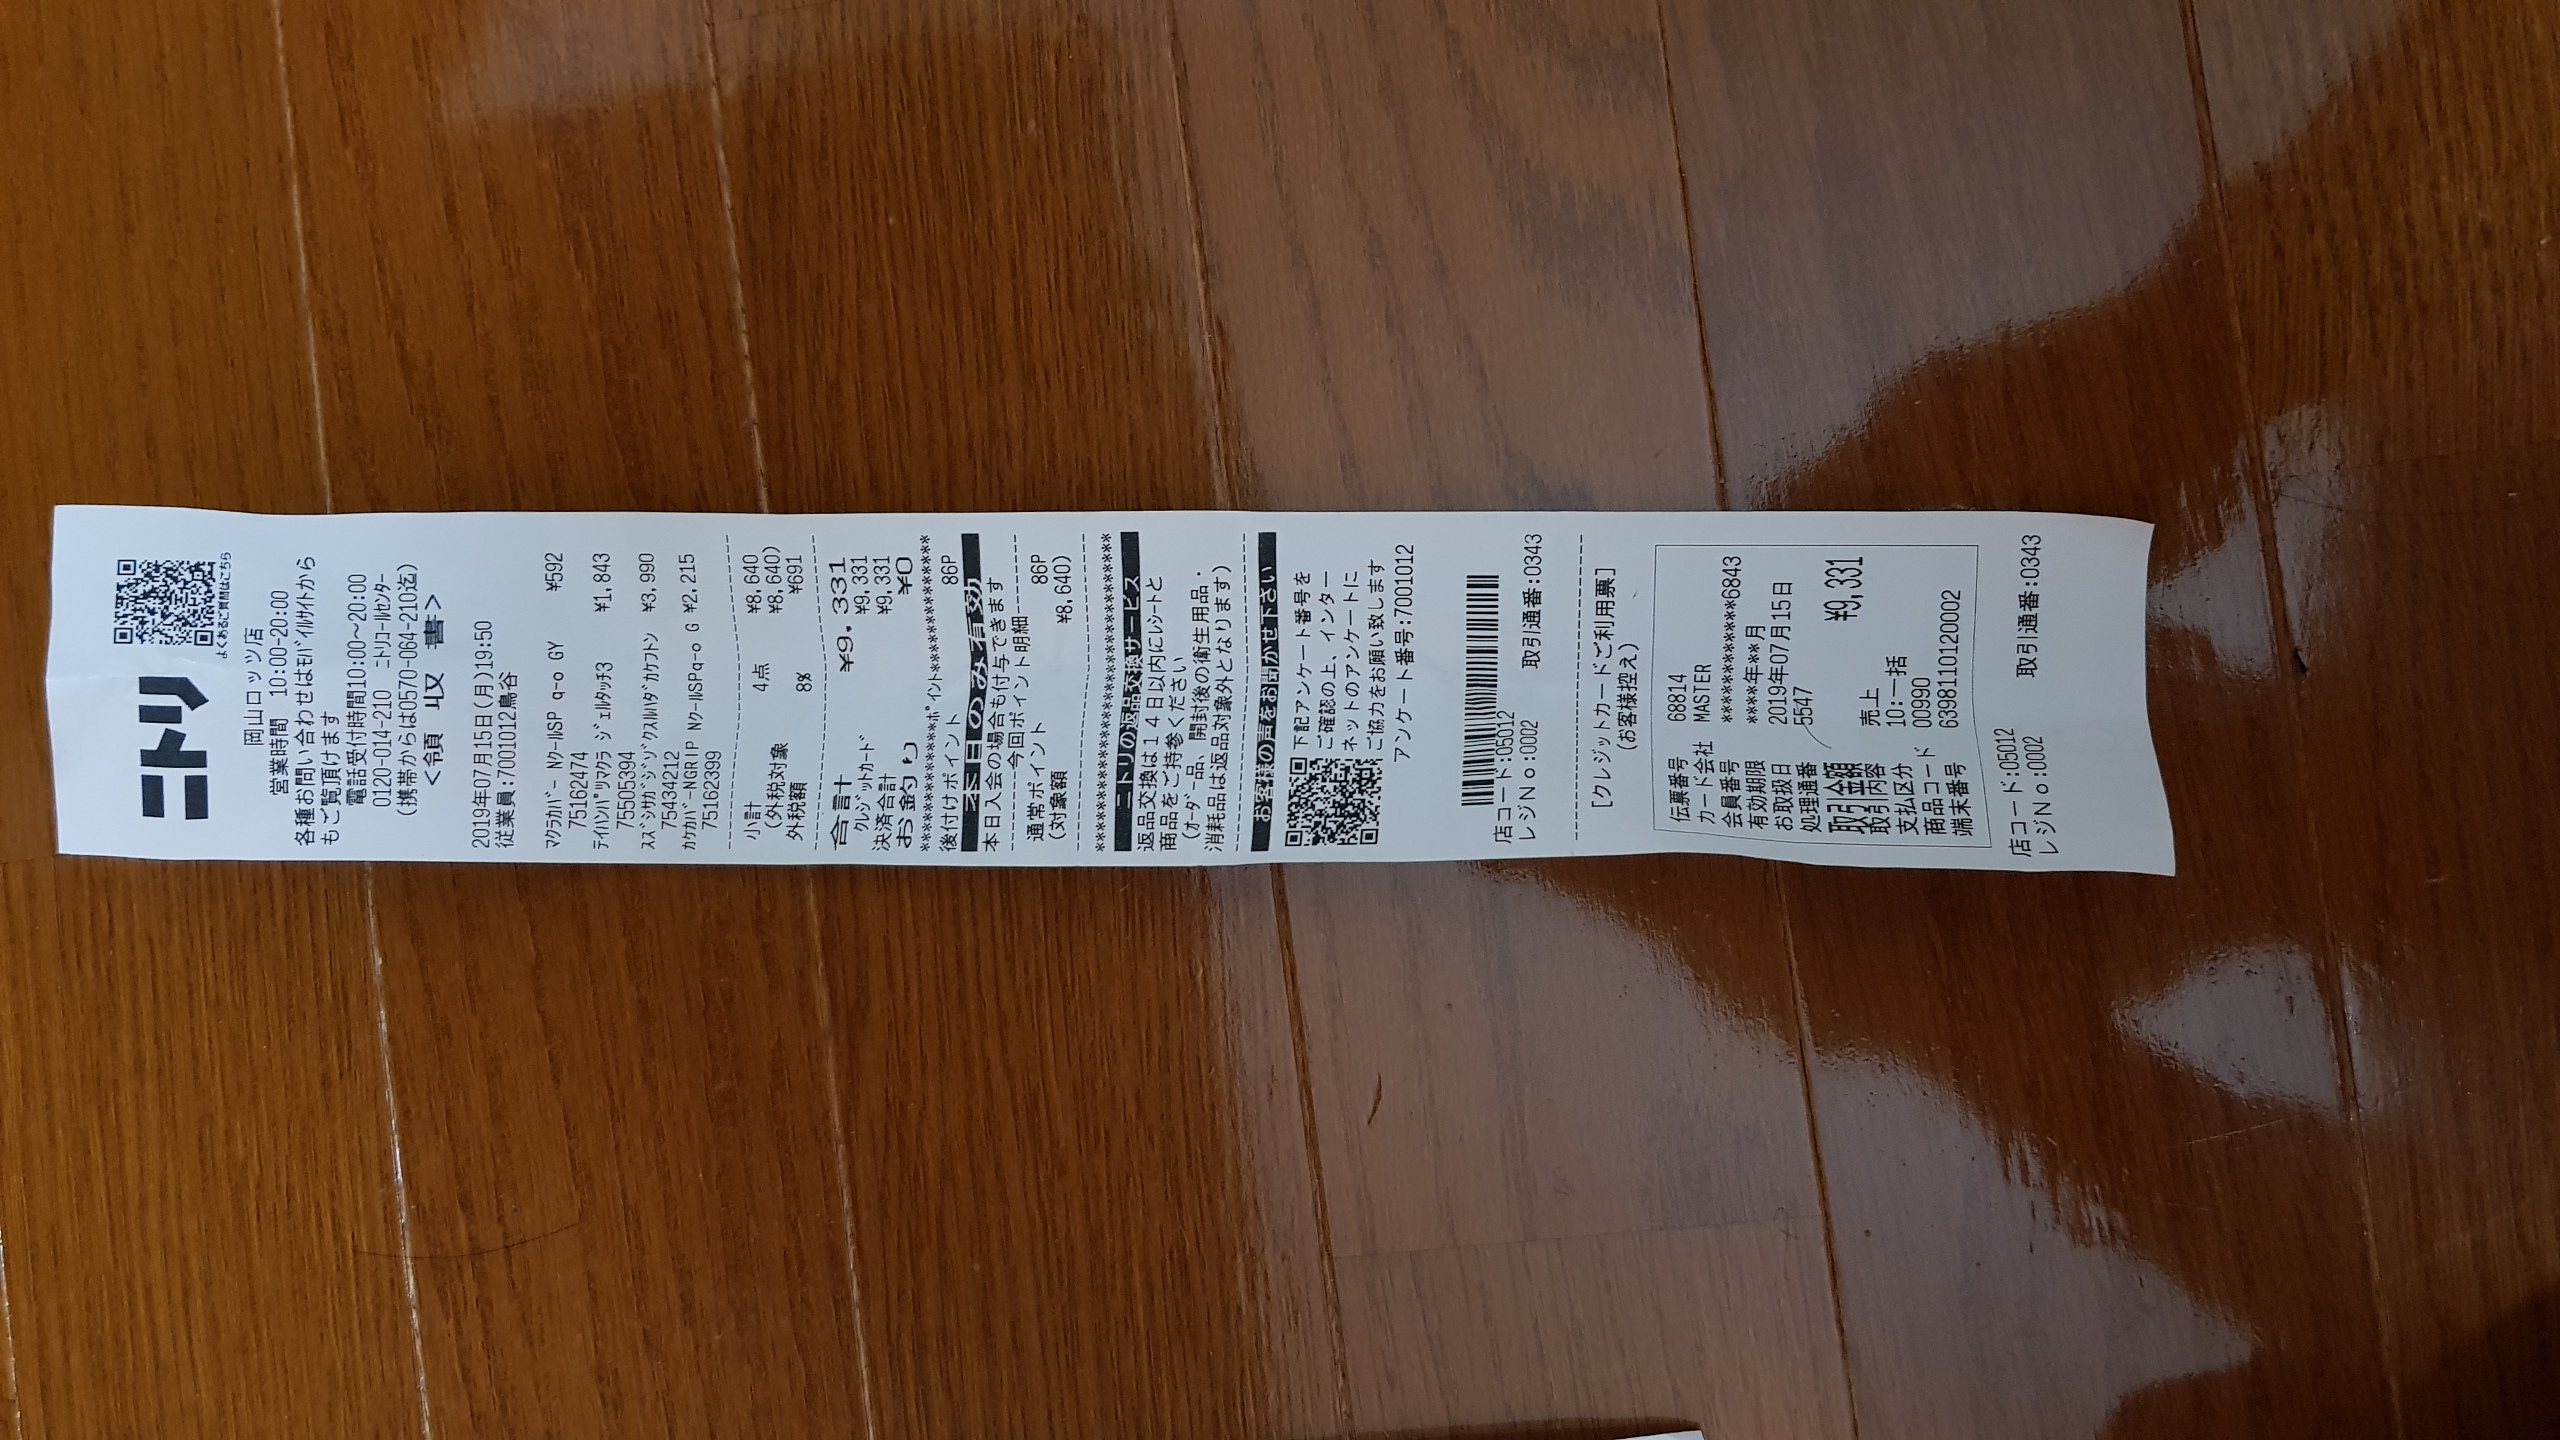 ニトリ
よくあるご質問はこちら
岡山ロッツ店
営業時間 10:00-20:00
各種お問い合わせはﾓﾊﾞｲﾙｻｲﾄから
もご覧頂けます
電話受付時間10:00～20:00
0120-014-210 ﾆﾄﾘｺｰﾙｾﾝﾀｰ
(携帯からは0570-064-210迄)
<領 収 書>
2019年07月15日(月)19:50
従業員:7001012鳥谷
ﾏｸﾗｶﾊﾞｰ NｸｰﾙSP q-o GY ¥592
75162474
ﾃｲﾊﾝﾊﾟﾂﾏｸﾗ ｼﾞｪﾙﾀｯﾁ3 ¥1,843
75505394
ｽｽﾞｼｻｶﾞｼﾞｿﾞｸｽﾙﾊﾀﾞｶｹﾌﾄﾝ ¥3,990
75434212
ｶｹｶﾊﾞｰNGRIP NｸｰﾙSPq-o G ¥2,215
75162399
小計 4点 ¥8,640
(外税対象 ¥8,640)
外税額 8% ¥691
合計 ¥9,331
ｸﾚｼﾞｯﾄｶｰﾄﾞ ¥9,331
決済合計 ¥9,331
お釣り ¥0
*************ﾎﾟｲﾝﾄ**************
後付けポイント 86P
本日のみ有効
本日入会の場合も付与できます
--------今回ポイント明細--------
通常ポイント 86P
(対象額 ¥8,640)
********************************
ニトリの返品交換サービス
返品交換は１４日以内にﾚｼｰﾄと
商品をご持参ください
(ｵｰﾀﾞｰ品、開封後の衛生用品・
消耗品は返品対象外となります)
お客様の声をお聞かせ下さい
下記アンケート番号を
ご確認の上、インター
ネットのアンケートに
ご協力をお願い致します
アンケート番号:7001012
店コード:05012
レジＮｏ:0002 取引通番:0343
[クレジットカードご利用票]
(お客様控え)
伝票番号 68814
カード会社 MASTER
会員番号 ************6843
有効期限 ****年**月
お取扱日 2019年07月15日
処理通番 5547
取引金額 ¥9,331
取引内容 売上
支払区分 10:一括
商品コード 00990
端末番号 6398110120002
店コード:05012
レジＮｏ:0002 取引通番:0343